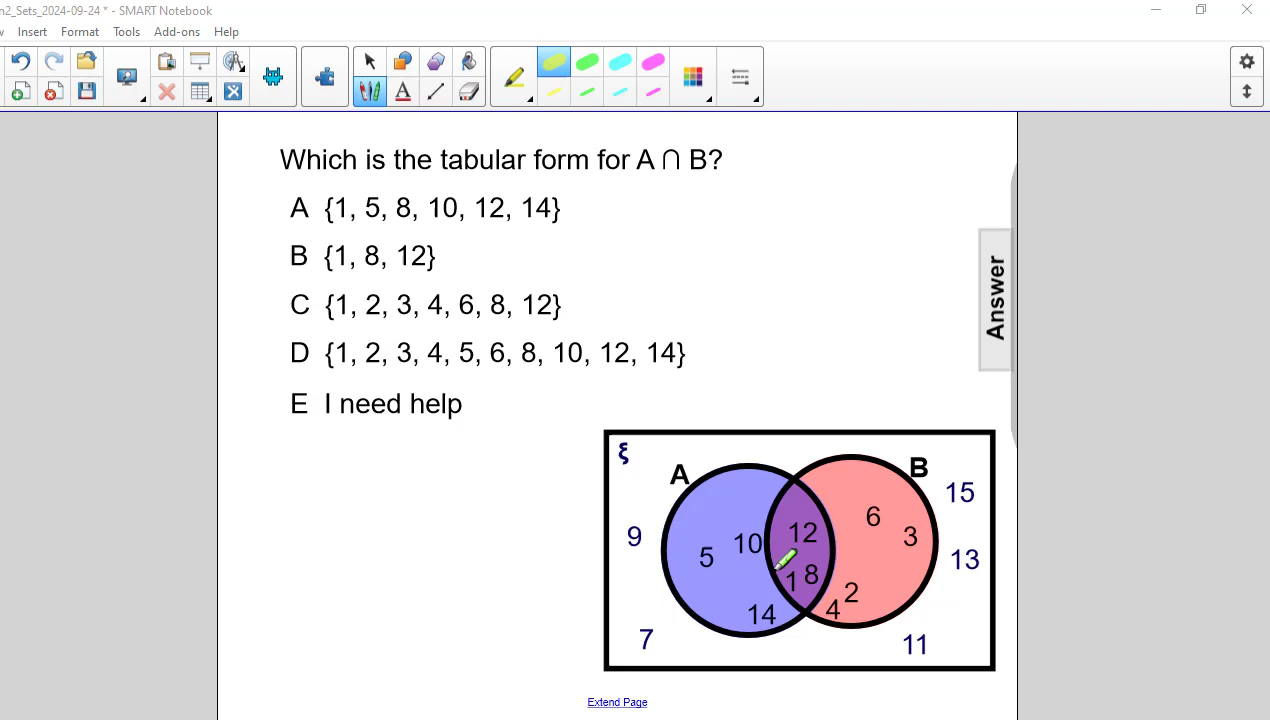 n2_Sets_2024-09-24 * - SMART Notebook
w Insert Format Tools Add-ons Help
Which is the tabular form for A ∩ B?
A {1, 5, 8, 10, 12, 14}
B {1, 8, 12}
C {1, 2, 3, 4, 6, 8, 12}
D {1, 2, 3, 4, 5, 6, 8, 10, 12, 14}
E I need help
Answer
ξ
A
B
15
9
5
10
12
6
3
13
1
8
2
14
4
7
11
Extend Page